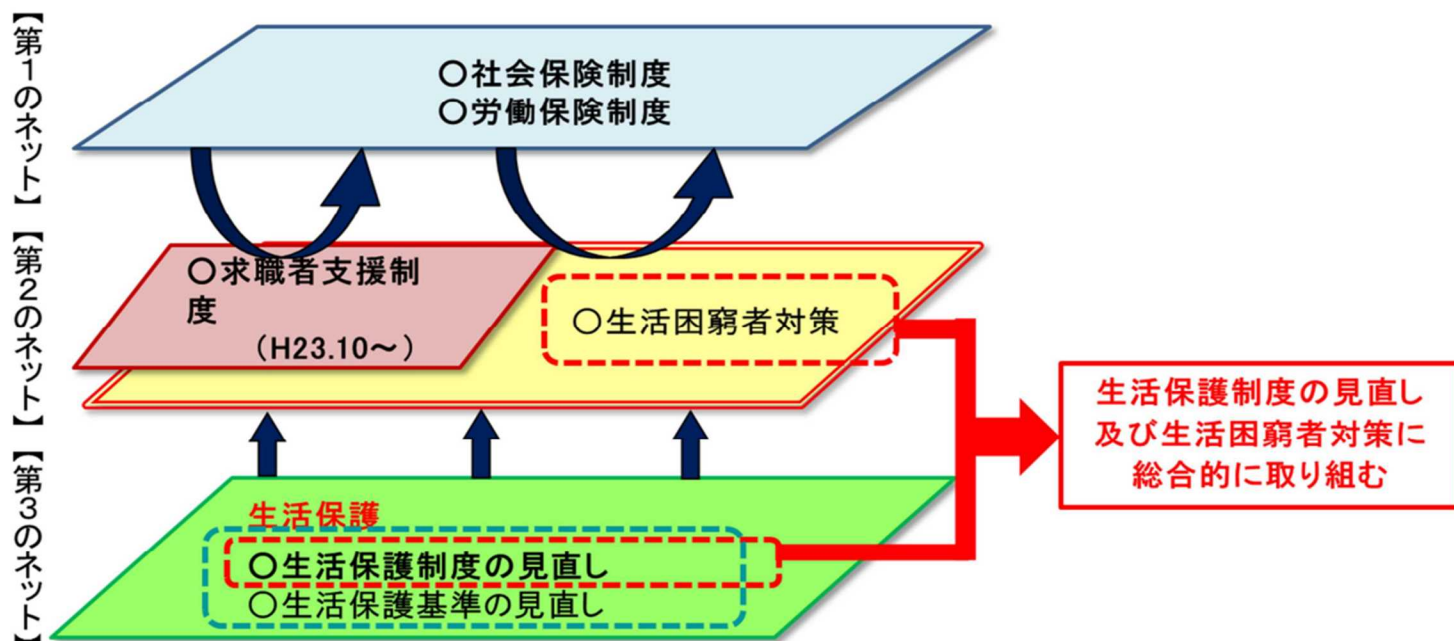 【第1のネット】
○社会保険制度
○労働保険制度
【第2のネット】
○求職者支援制
度
（H23.10～）
○生活困窮者対策
【第3のネット】
生活保護
○生活保護制度の見直し
○生活保護基準の見直し
生活保護制度の見直し
及び生活困窮者対策に
総合的に取り組む